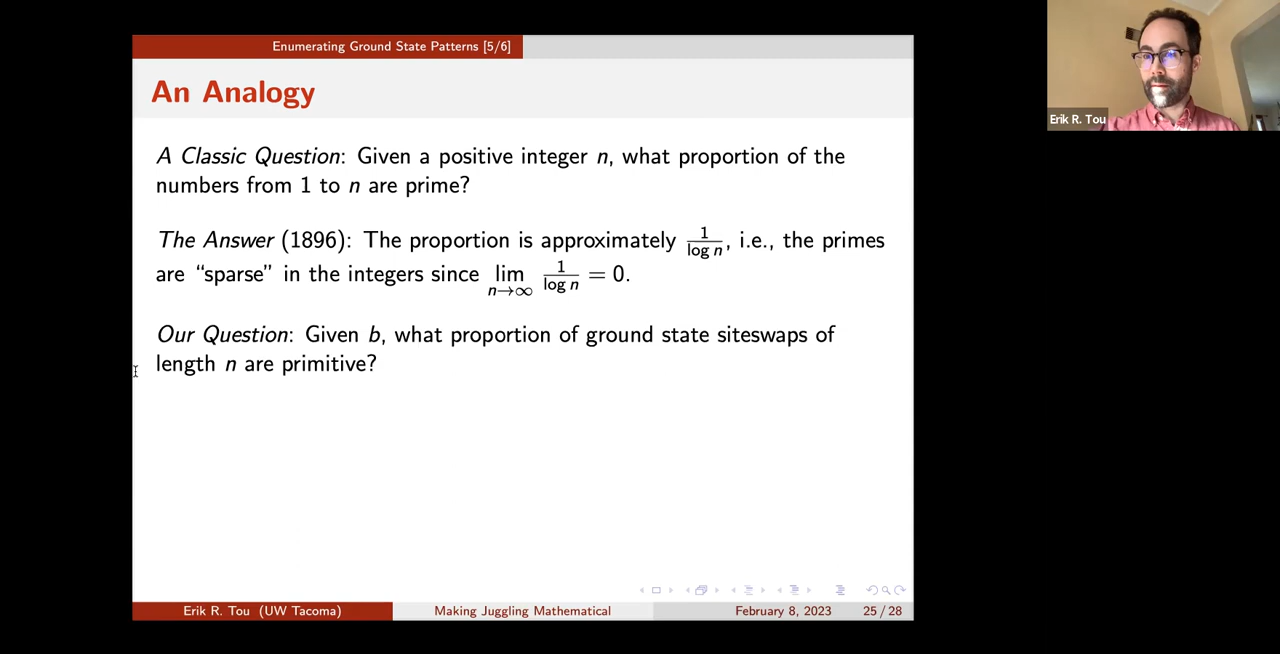 Enumerating Ground State Patterns [5/6]
An Analogy
A Classic Question: Given a positive integer n, what proportion of the
numbers from 1 to n are prime?
The Answer (1896): The proportion is approximately 1/log n, i.e., the primes
are “sparse” in the integers since lim n→∞ 1/log n = 0.
Our Question: Given b, what proportion of ground state siteswaps of
length n are primitive?
Erik R. Tou (UW Tacoma)
Making Juggling Mathematical
February 8, 2023
25 / 28
Erik R. Tou